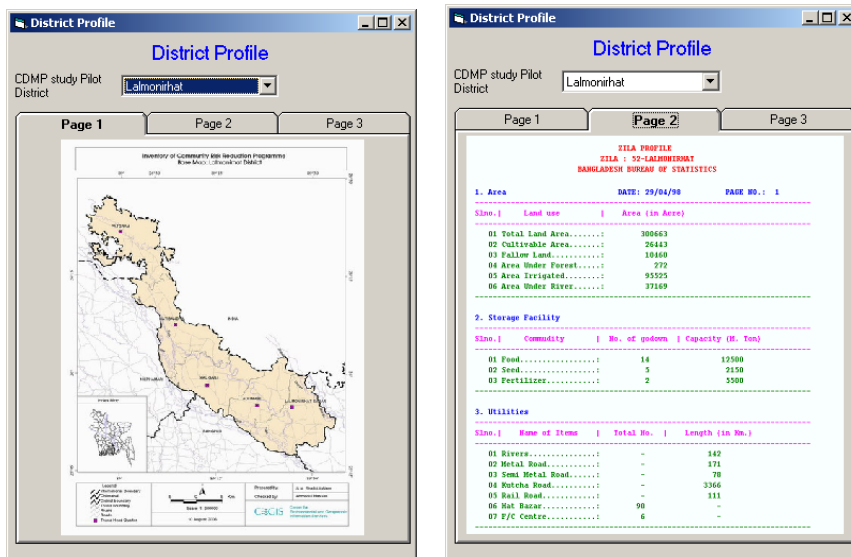 District Profile
District Profile
CDMP study Pilot
District
Lalmonirhat
Page 1 Page 2 Page 3
Inventory of Community Risk Reduction Programme
Base Map: Lalmonirhat District
INDIA
Legend
District Profile
District Profile
CDMP study Pilot
District
Lalmonirhat
Page 1 Page 2 Page 3
ZILA PROFILE
ZILA : 52-LALMONIRHAT
BANGLADESH BUREAU OF STATISTICS
1. Area DATE: 29/04/98 PAGE NO.: 1
Slno.| Land use | Area (in Acre)
01 Total Land Area.......: 300663
02 Cultivable Area.......: 26443
03 Fallow Land...........: 10460
04 Area Under Forest.....: 272
05 Area Irrigated........: 95525
06 Area Under River......: 37169
2. Storage Facility
Slno.| Commudity | No. of godown | Capacity (M. Ton)
01 Food................: 14 12500
02 Seed................: 5 2150
03 Fertilizer..........: 2 5500
3. Utilities
Slno.| Name of Items | Total No. | Length (in Km.)
01 Rivers..............: - 142
02 Metal Road..........: - 171
03 Semi Metal Road.....: - 70
04 Kutcha Road.........: - 3366
05 Rail Road...........: - 111
06 Hat Bazar...........: 90 -
07 F/C Centre..........: 6 -